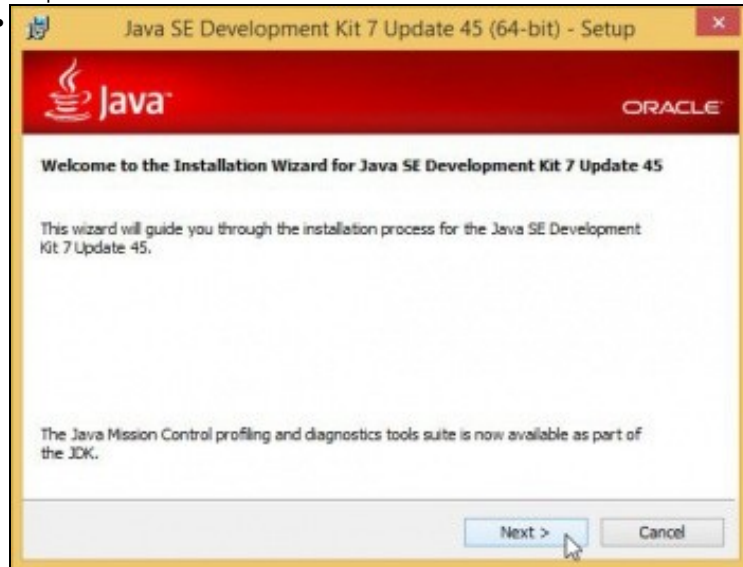 Java SE Development Kit 7 Update 45 (64-bit) - Setup
Java™
ORACLE
Welcome to the Installation Wizard for Java SE Development Kit 7 Update 45
This wizard will guide you through the installation process for the Java SE Development
Kit 7 Update 45.
The Java Mission Control profiling and diagnostics tools suite is now available as part of
the JDK.
Next >
Cancel